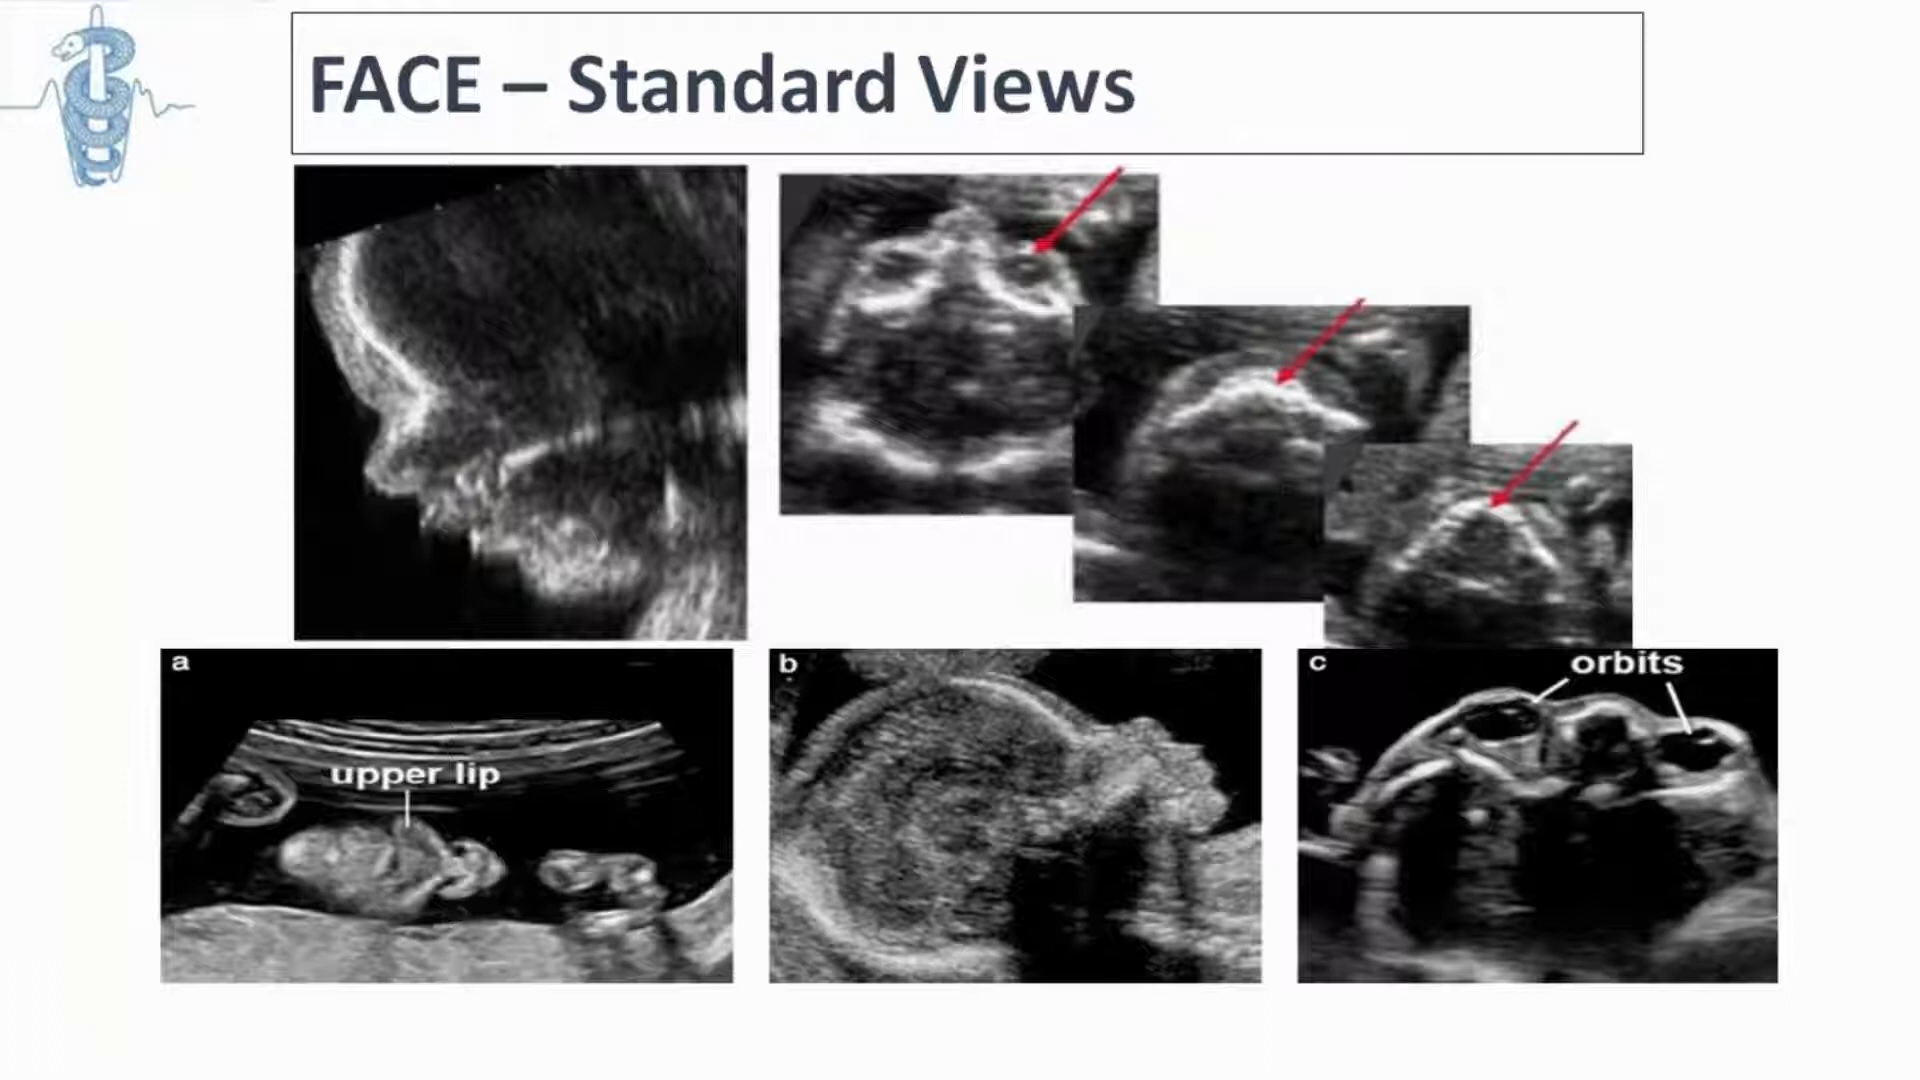 FACE – Standard Views
a
upper lip
b
c
orbits